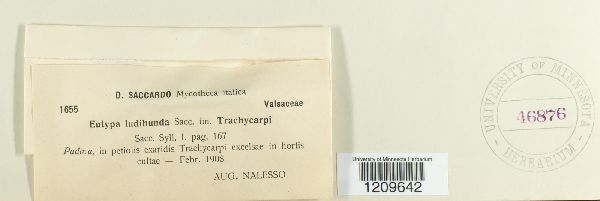 D. SACCARDO Mycotheca italica
1655
Valsaceae
Eutypa ludibunda Sacc. fm. Trachycarpi
Sacc. Syll. I. pag. 167
Padova, in petiolis exaridis Trachycarpi excelsae in hortis
cultae — Febr. 1908
AUG. NALESSO
University of Minnesota Herbarium
1209642
UNIVERSITY OF MINNESOTA
46876
- HERBARIUM -